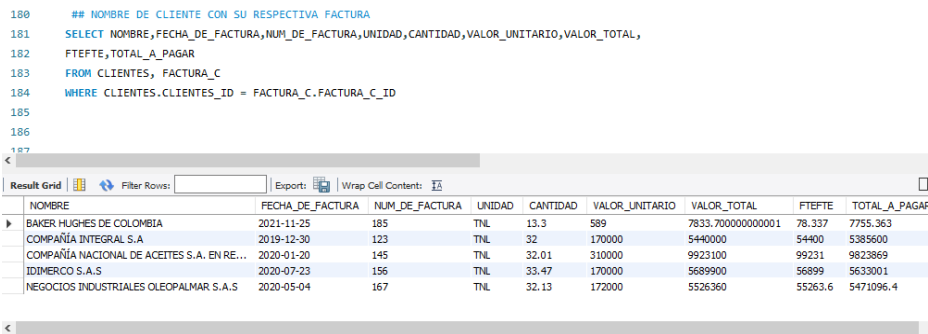 180 ## NOMBRE DE CLIENTE CON SU RESPECTIVA FACTURA
181 SELECT NOMBRE,FECHA_DE_FACTURA,NUM_DE_FACTURA,UNIDAD,CANTIDAD,VALOR_UNITARIO,VALOR_TOTAL,
182 FTEFTE,TOTAL_A_PAGAR
183 FROM CLIENTES, FACTURA_C
184 WHERE CLIENTES.CLIENTES_ID = FACTURA_C.FACTURA_C_ID
185
186
187
Result Grid Filter Rows: Export: Wrap Cell Content: IA
NOMBRE FECHA_DE_FACTURA NUM_DE_FACTURA UNIDAD CANTIDAD VALOR_UNITARIO VALOR_TOTAL FTEFTE TOTAL_A_PAGAR
BAKER HUGHES DE COLOMBIA 2021-11-25 185 TNL 13.3 589 7833.700000000001 78.337 7755.363
COMPAÑÍA INTEGRAL S.A 2019-12-30 123 TNL 32 170000 5440000 54400 5385600
COMPAÑÍA NACIONAL DE ACEITES S.A. EN RE... 2020-01-20 145 TNL 32.01 310000 9923100 99231 9823869
IDIMERCO S.A.S 2020-07-23 156 TNL 33.47 170000 5689900 56899 5633001
NEGOCIOS INDUSTRIALES OLEOPALMAR S.A.S 2020-05-04 167 TNL 32.13 172000 5526360 55263.6 5471096.4